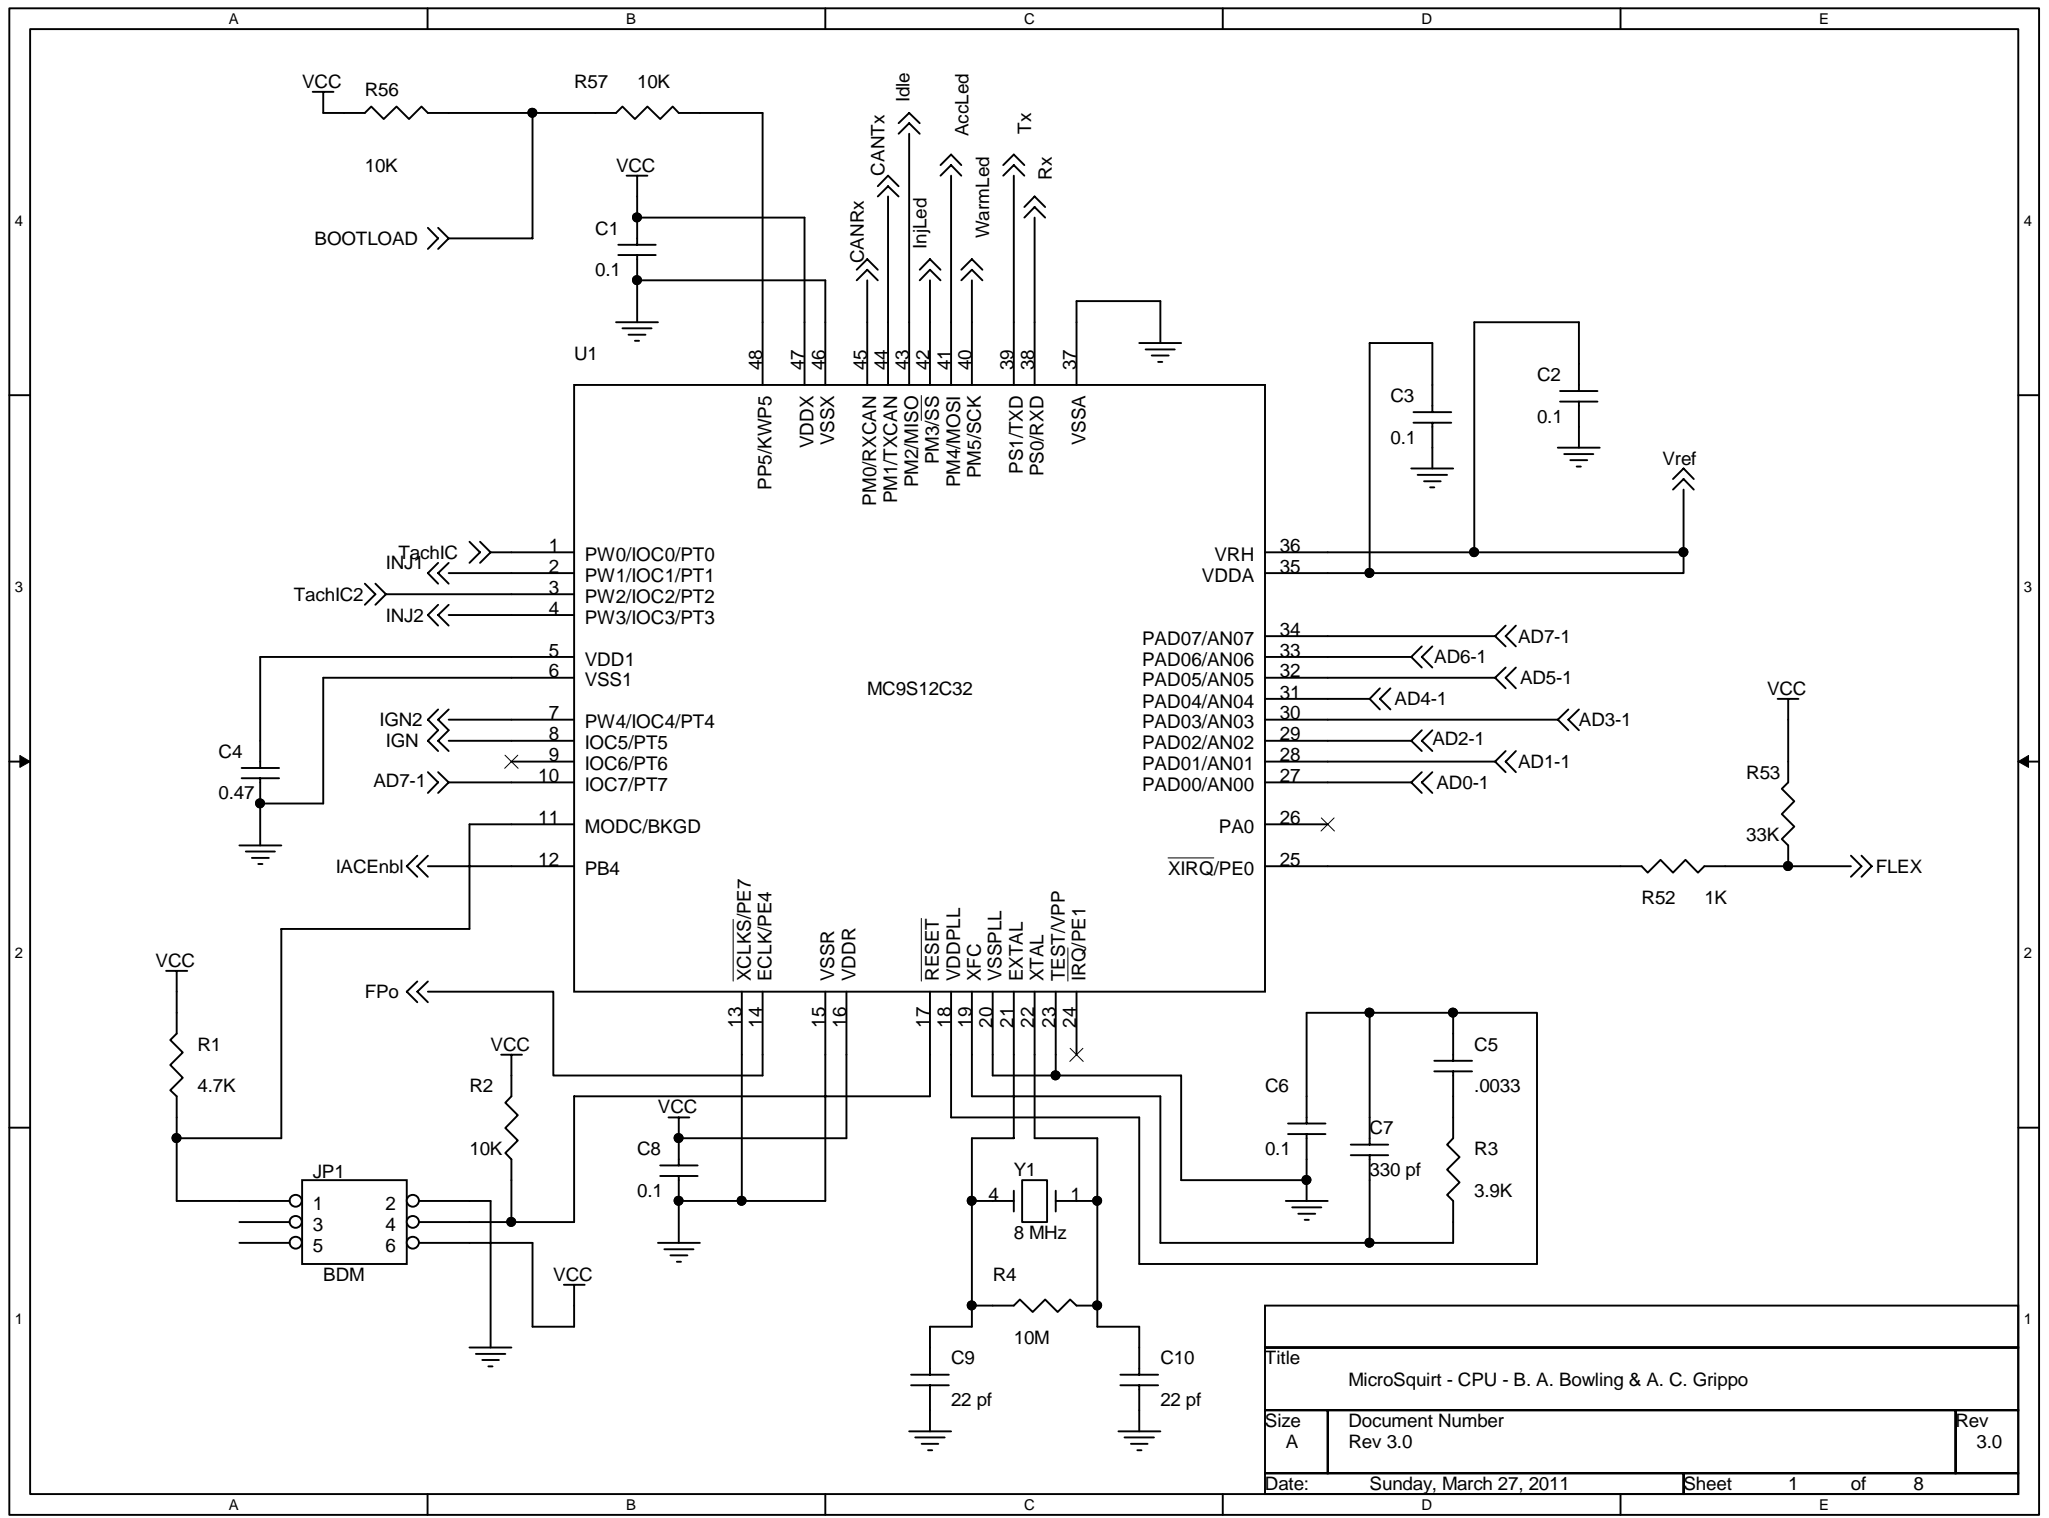 A B C D E
4 4
3 3
2 2
1 1
VCC
R56
10K
R57 10K
BOOTLOAD
VCC
C1
0.1
CANRx
CANTx
Idle
InjLed
AccLed
WarmLed
Tx
Rx
U1
48 47 46 45 44 43 42 41 40 39 38 37
PP5/KWP5
VDDX
VSSX
PM0/RXCAN
PM1/TXCAN
PM2/MISO
PM3/SS
PM4/MOSI
PM5/SCK
PS1/TXD
PS0/RXD
VSSA
C3
0.1
C2
0.1
Vref
TachIC 1 PW0/IOC0/PT0
INJ1 2 PW1/IOC1/PT1
TachIC2 3 PW2/IOC2/PT2
INJ2 4 PW3/IOC3/PT3
5 VDD1
6 VSS1
IGN2 7 PW4/IOC4/PT4
IGN 8 IOC5/PT5
9 IOC6/PT6
AD7-1 10 IOC7/PT7
11 MODC/BKGD
IACEnbl 12 PB4
C4
0.47
MC9S12C32
VRH 36
VDDA 35
PAD07/AN07 34 AD7-1
PAD06/AN06 33 AD6-1
PAD05/AN05 32 AD5-1
PAD04/AN04 31 AD4-1
PAD03/AN03 30 AD3-1
PAD02/AN02 29 AD2-1
PAD01/AN01 28 AD1-1
PAD00/AN00 27 AD0-1
PA0 26
XIRQ/PE0 25
VCC
R53
33K
R52 1K
FLEX
XCLKS/PE7
ECLK/PE4
VSSR
VDDR
RESET
VDDPLL
XFC
VSSPLL
EXTAL
XTAL
TEST/VPP
IRQ/PE1
13 14 15 16 17 18 19 20 21 22 23 24
FPo
VCC
R1
4.7K
VCC
R2
10K
JP1
1 2
3 4
5 6
BDM
VCC
VCC
C8
0.1
Y1
4 1
8 MHz
R4
10M
C9
22 pf
C10
22 pf
C6
0.1
C7
330 pf
C5
.0033
R3
3.9K
Title
MicroSquirt - CPU - B. A. Bowling & A. C. Grippo
Size
A
Document Number
Rev 3.0
Rev
3.0
Date: Sunday, March 27, 2011 Sheet 1 of 8
A B C D E